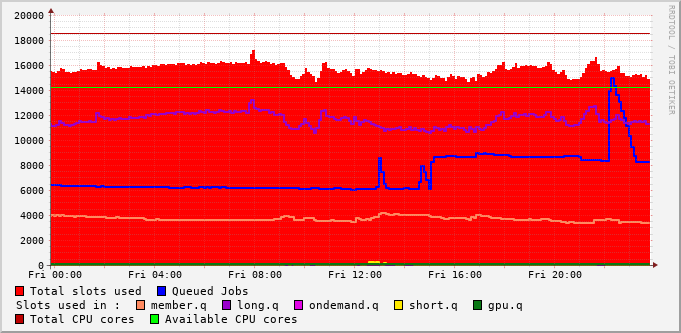 20000
18000
16000
14000
12000
10000
8000
6000
4000
2000
0
Fri 00:00 Fri 04:00 Fri 08:00 Fri 12:00 Fri 16:00 Fri 20:00
Total slots used Queued Jobs
Slots used in : member.q long.q ondemand.q short.q gpu.q
Total CPU cores Available CPU cores
RRDTOOL / TOBI OETIKER